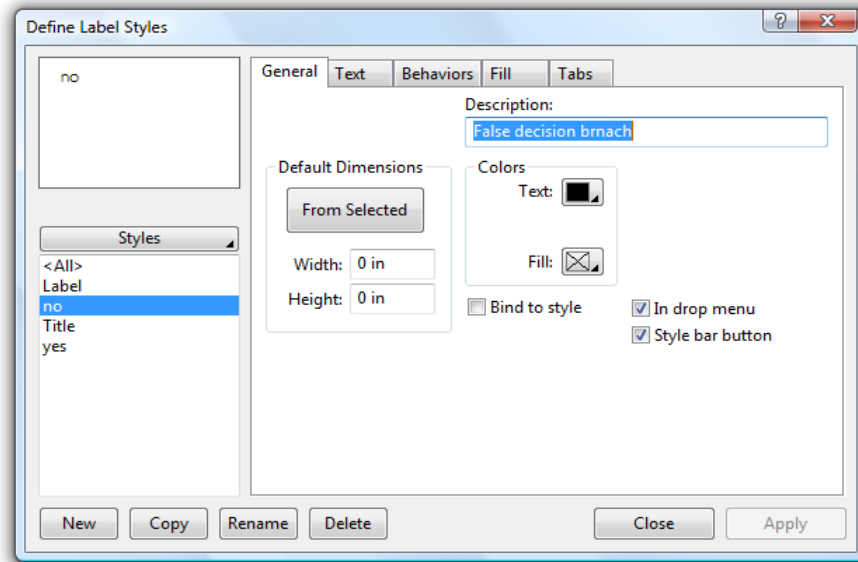 Define Label Styles
?
X
no
General Text Behaviors Fill Tabs
Description:
False decision brnach
Default Dimensions
Colors
From Selected
Text:
Width: 0 in
Height: 0 in
Fill:
Bind to style
In drop menu
Style bar button
Styles
<All>
Label
no
Title
yes
New Copy Rename Delete Close Apply